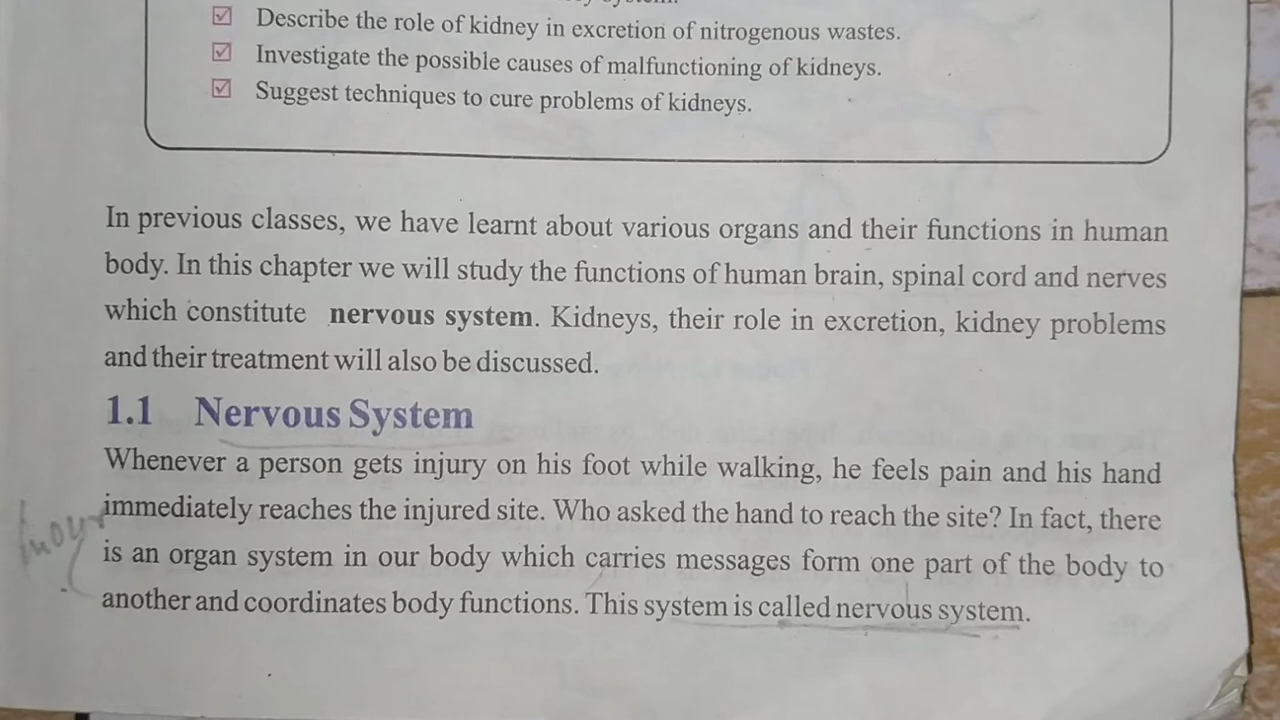 Describe the role of kidney in excretion of nitrogenous wastes.
Investigate the possible causes of malfunctioning of kidneys.
Suggest techniques to cure problems of kidneys.
In previous classes, we have learnt about various organs and their functions in human
body. In this chapter we will study the functions of human brain, spinal cord and nerves
which constitute nervous system. Kidneys, their role in excretion, kidney problems
and their treatment will also be discussed.
1.1 Nervous System
Whenever a person gets injury on his foot while walking, he feels pain and his hand
immediately reaches the injured site. Who asked the hand to reach the site? In fact, there
is an organ system in our body which carries messages form one part of the body to
another and coordinates body functions. This system is called nervous system.